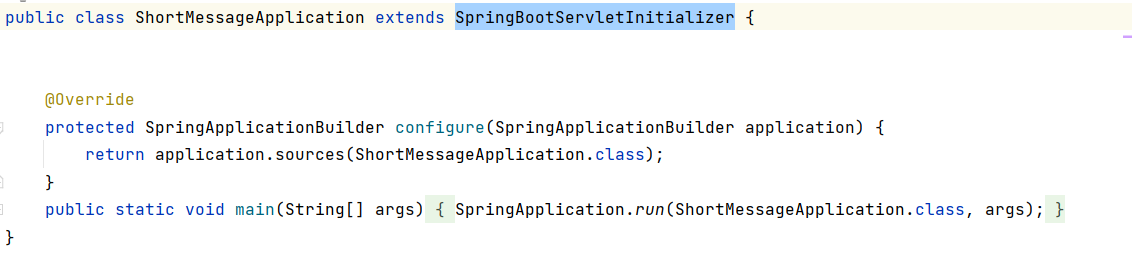 public class ShortMessageApplication extends SpringBootServletInitializer {
@Override
protected SpringApplicationBuilder configure(SpringApplicationBuilder application) {
return application.sources(ShortMessageApplication.class);
}
public static void main(String[] args) { SpringApplication.run(ShortMessageApplication.class, args); }
}